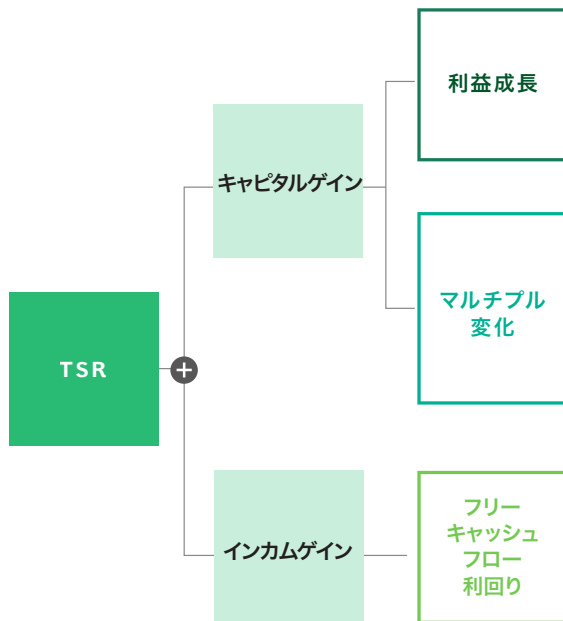 利益成長
キャピタルゲイン
マルチプル
変化
TSR
+
フリー
キャッシュ
フロー
利回り
インカムゲイン